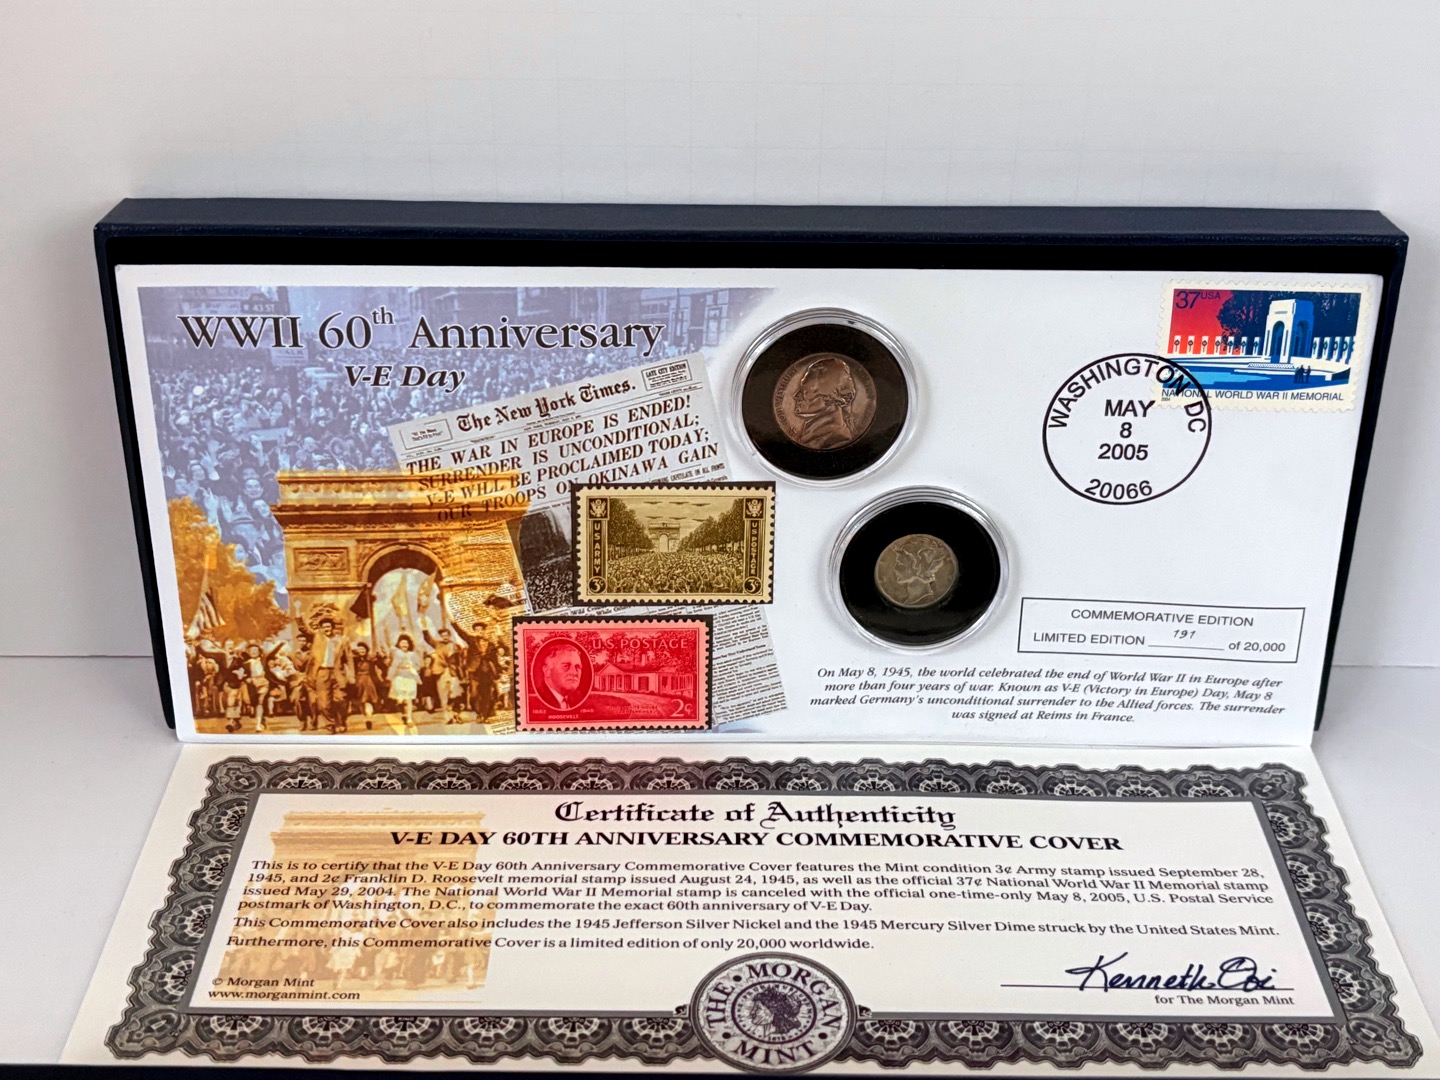 WWII 60th Anniversary
V-E Day
The New York Times.
LATE CITY EDITION
THE WAR IN EUROPE IS ENDED!
SURRENDER IS UNCONDITIONAL;
V-E WILL BE PROCLAIMED TODAY;
OUR TROOPS ON OKINAWA GAIN
U.S. ARMY
U.S. POSTAGE
3¢
U.S. POSTAGE
1882 1945
ROOSEVELT
2¢
37 USA
NATIONAL WORLD WAR II MEMORIAL
2004
WASHINGTON DC
MAY
8
2005
20066
COMMEMORATIVE EDITION
LIMITED EDITION 191 of 20,000
On May 8, 1945, the world celebrated the end of World War II in Europe after
more than four years of war. Known as V-E (Victory in Europe) Day, May 8
marked Germany's unconditional surrender to the Allied forces. The surrender
was signed at Reims in France.
Certificate of Authenticity
V-E DAY 60TH ANNIVERSARY COMMEMORATIVE COVER
This is to certify that the V-E Day 60th Anniversary Commemorative Cover features the Mint condition 3¢ Army stamp issued September 28,
1945, and 2¢ Franklin D. Roosevelt memorial stamp issued August 24, 1945, as well as the official 37¢ National World War II Memorial stamp
issued May 29, 2004. The National World War II Memorial stamp is canceled with the official one-time-only May 8, 2005, U.S. Postal Service
postmark of Washington, D.C., to commemorate the exact 60th anniversary of V-E Day.
This Commemorative Cover also includes the 1945 Jefferson Silver Nickel and the 1945 Mercury Silver Dime struck by the United States Mint.
Furthermore, this Commemorative Cover is a limited edition of only 20,000 worldwide.
© Morgan Mint
www.morganmint.com
THE MORGAN MINT
Kenneth
for The Morgan Mint